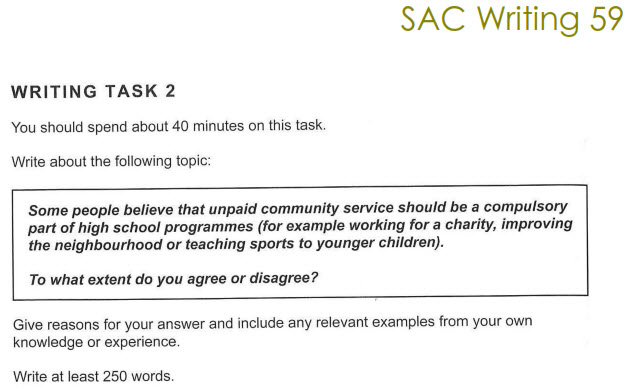 SAC Writing 59
WRITING TASK 2
You should spend about 40 minutes on this task.
Write about the following topic:
Some people believe that unpaid community service should be a compulsory
part of high school programmes (for example working for a charity, improving
the neighbourhood or teaching sports to younger children).
To what extent do you agree or disagree?
Give reasons for your answer and include any relevant examples from your own
knowledge or experience.
Write at least 250 words.